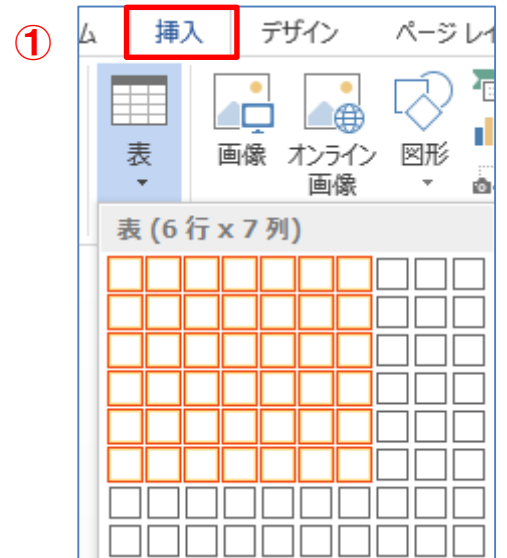 ①
ム 挿入 デザイン ページ レイ
表 画像 オンライン 図形
画像
表 (6 行 x 7 列)